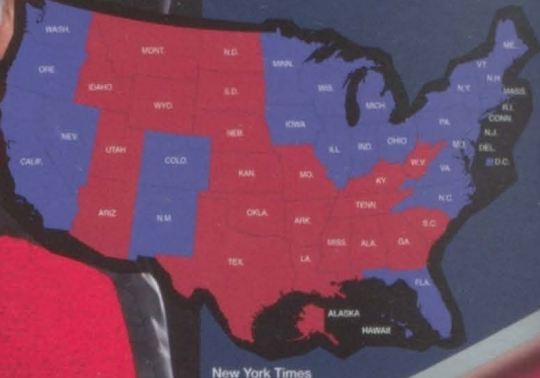 WASH.
ORE.
CALIF.
NEV.
IDAHO
MONT.
WYO.
UTAH
ARIZ
COLO.
N.M.
N.D.
S.D.
NEB.
KAN.
OKLA.
TEX.
MINN.
IOWA
MO.
ARK.
LA.
WIS.
ILL
MICH.
IND.
OHIO
KY.
TENN.
MISS.
ALA.
GA.
FLA.
S.C.
N.C.
VA.
W.V.
PA.
N.Y.
VT
N.H.
ME.
MASS.
R.I.
CONN.
N.J.
DEL.
MD.
D.C.
ALASKA
HAWAII
New York Times